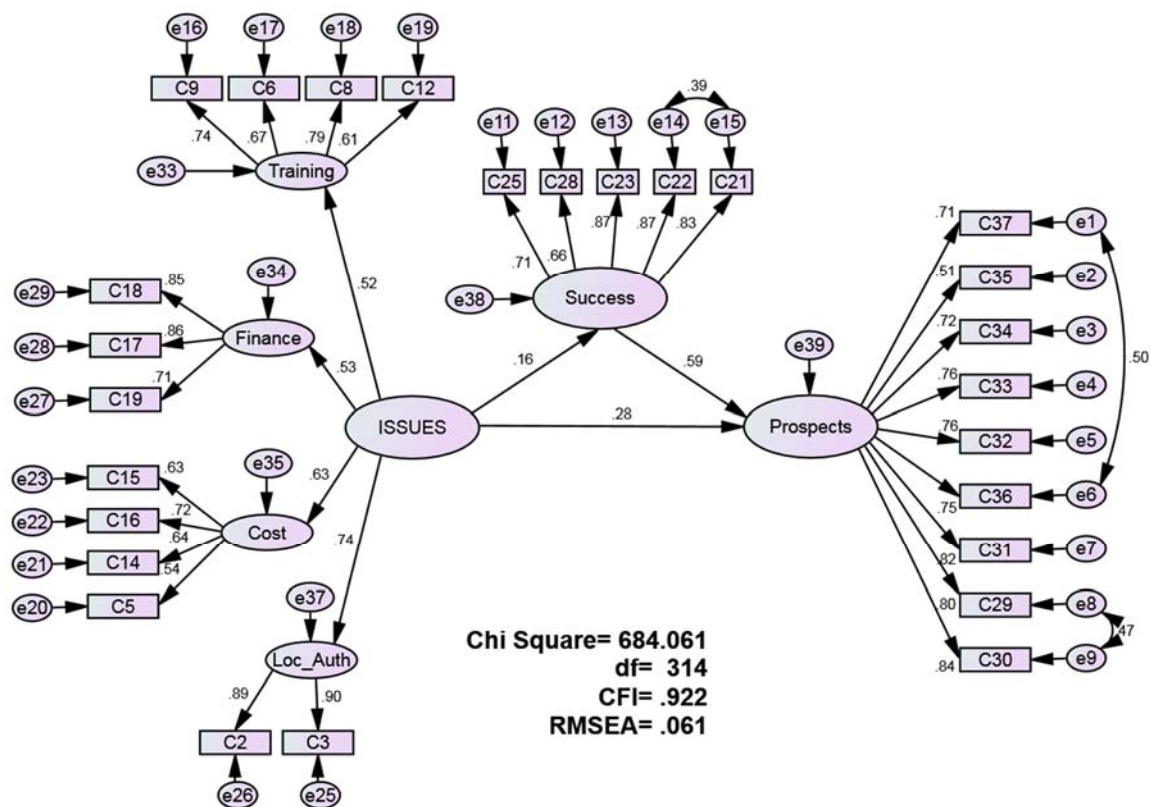 e16 e17 e18 e19
C9 C6 C8 C12
.74 .67 .79 .61
e33 Training
.39
e11 e12 e13 e14 e15
C25 C28 C23 C22 C21
.71 .66 .87 .87 .83
e38 Success
.52
e34
e29 C18 .85
e28 C17 .86 Finance
e27 C19 .71
.53
.16
.59
.28
ISSUES
e39
Prospects
.71 C37 e1
.51 C35 e2
.72 C34 e3
.50
.76 C33 e4
.76 C32 e5
C36 e6
.75 C31 e7
.82 C29 e8
.80
.47
.84 C30 e9
e35
.63
e23 C15 .63
e22 C16 .72 Cost
e21 C14 .64
e20 C5 .54
.74
e37
Loc_Auth
.89 .90
C2 C3
e26 e25
Chi Square= 684.061
df= 314
CFI= .922
RMSEA= .061